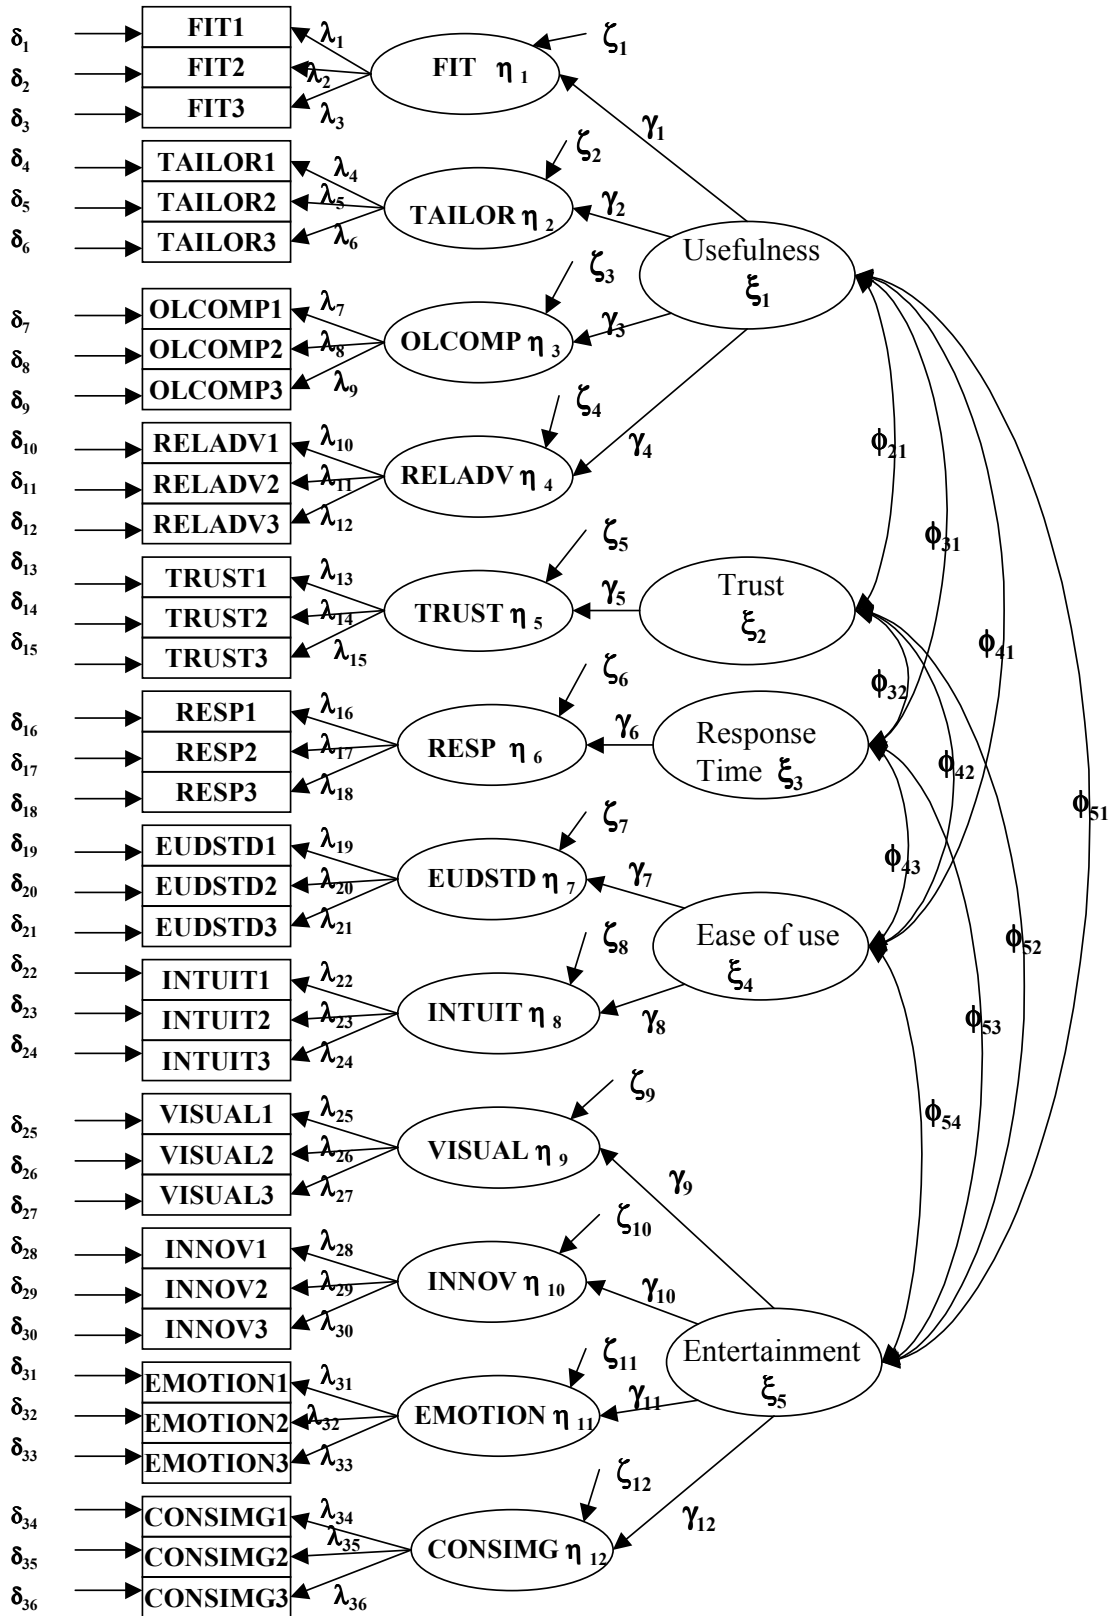 δ1 FIT1 λ1 ζ1
δ2 FIT2 λ2 FIT η1
δ3 FIT3 λ3 γ1
δ4 TAILOR1 λ4 ζ2
δ5 TAILOR2 λ5 TAILOR η2 γ2
δ6 TAILOR3 λ6
Usefulness
ξ1
ζ3
δ7 OLCOMP1 λ7
δ8 OLCOMP2 λ8 OLCOMP η3 γ3
δ9 OLCOMP3 λ9
ζ4
δ10 RELADV1 λ10 γ4 ϕ21
δ11 RELADV2 λ11 RELADV η4
δ12 RELADV3 λ12
ζ5 ϕ31
δ13 TRUST1 λ13
δ14 TRUST2 λ14 TRUST η5 γ5
δ15 TRUST3 λ15
Trust
ξ2
ϕ41
ζ6 ϕ32
δ16 RESP1 λ16
δ17 RESP2 λ17 RESP η6 γ6
δ18 RESP3 λ18
Response
Time ξ3
ϕ42
ϕ51
ζ7
δ19 EUDSTD1 λ19 ϕ43
δ20 EUDSTD2 λ20 EUDSTD η7 γ7
δ21 EUDSTD3 λ21
Ease of use
ξ4
ζ8 ϕ52
δ22 INTUIT1 λ22
δ23 INTUIT2 λ23 INTUIT η8 γ8 ϕ53
δ24 INTUIT3 λ24
ζ9
δ25 VISUAL1 λ25 ϕ54
δ26 VISUAL2 λ26 VISUAL η9
δ27 VISUAL3 λ27 γ9
ζ10
δ28 INNOV1 λ28
δ29 INNOV2 λ29 INNOV η10 γ10
δ30 INNOV3 λ30
Entertainment
ξ5
ζ11
δ31 EMOTION1 λ31
δ32 EMOTION2 λ32 EMOTION η11 γ11
δ33 EMOTION3 λ33
ζ12
δ34 CONSIMG1 λ34 γ12
δ35 CONSIMG2 λ35 CONSIMG η12
δ36 CONSIMG3 λ36